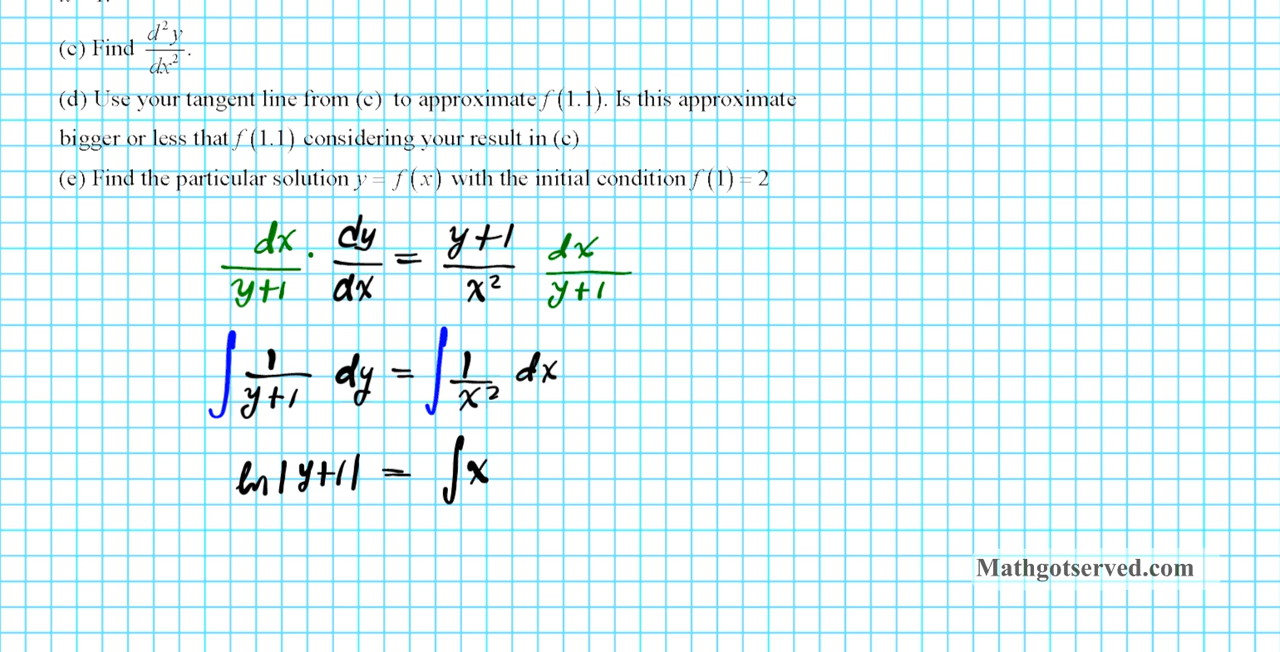 (c) Find d²y/dx².
(d) Use your tangent line from (c) to approximate f(1.1). Is this approximate
bigger or less that f(1.1) considering your result in (c)
(e) Find the particular solution y = f(x) with the initial condition f(1) = 2
dx/(y+1) · dy/dx = (y+1)/x² dx/(y+1)
∫ 1/(y+1) dy = ∫ 1/x² dx
ln|y+1| = ∫x
Mathgotserved.com